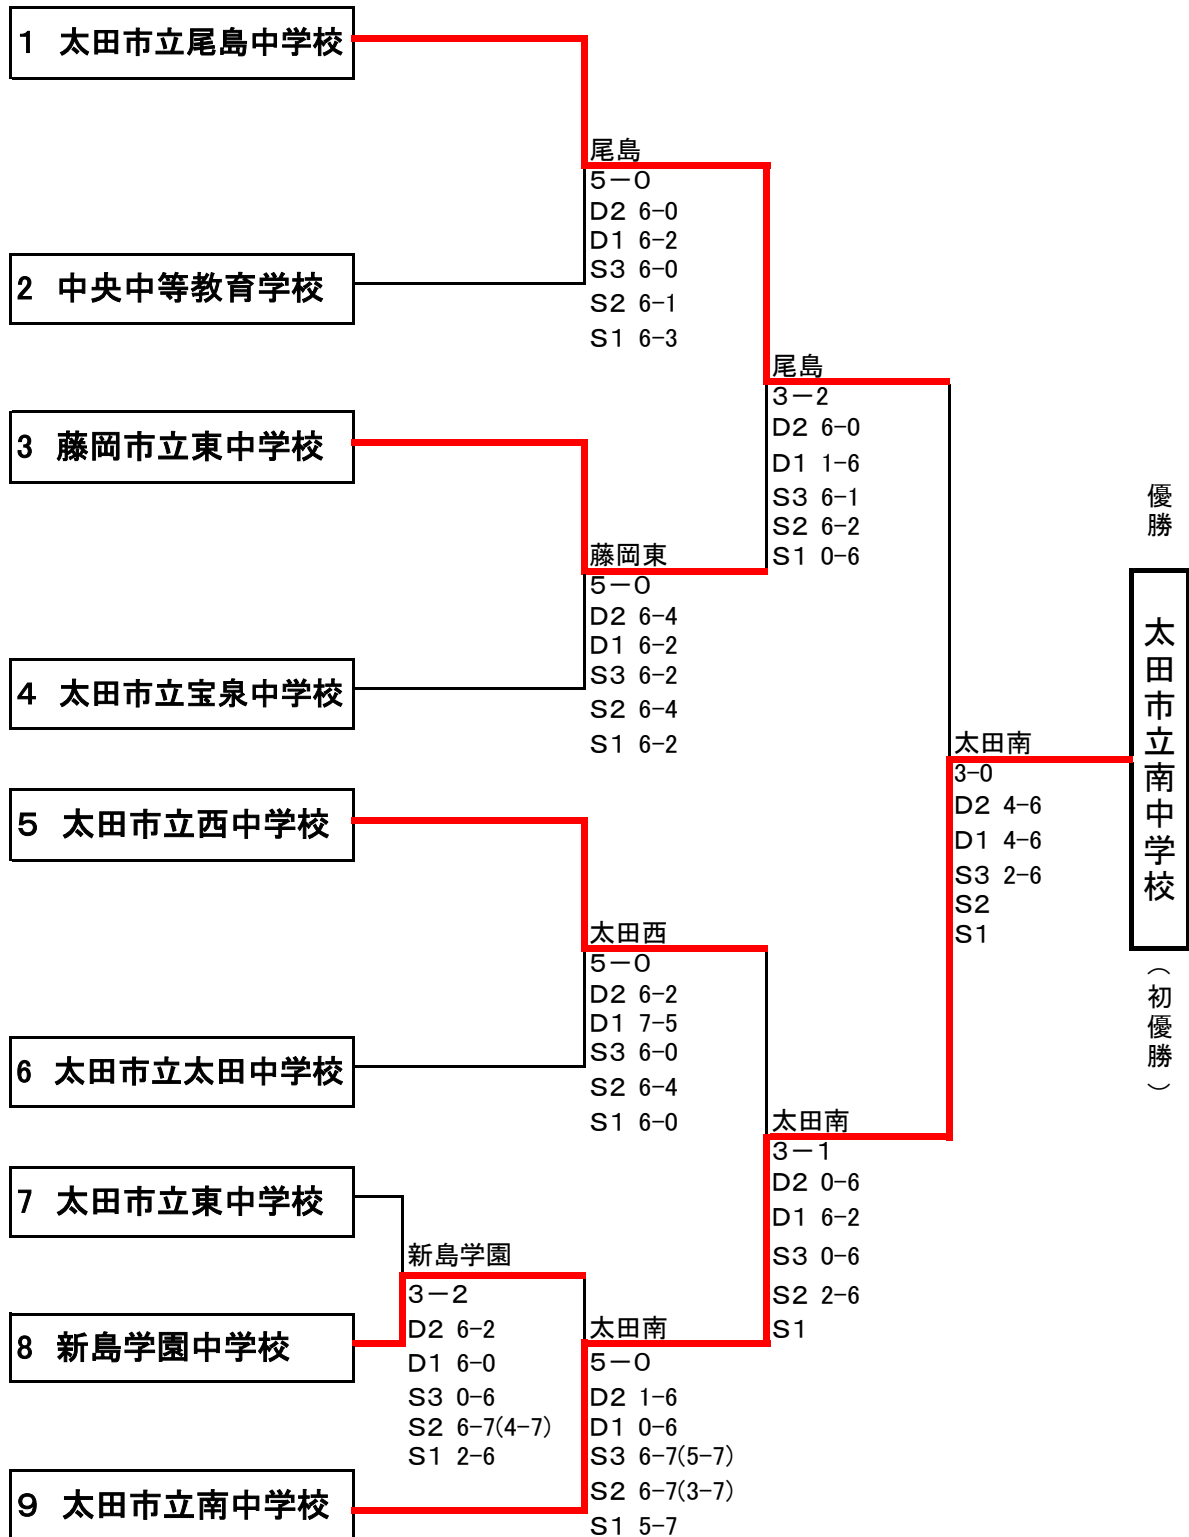 1 太田市立尾島中学校
尾島
5－0
D2 6-0
D1 6-2
S3 6-0
S2 6-1
S1 6-3
2 中央中等教育学校
尾島
3－2
D2 6-0
D1 1-6
S3 6-1
S2 6-2
S1 0-6
3 藤岡市立東中学校
藤岡東
5－0
D2 6-4
D1 6-2
S3 6-2
S2 6-4
S1 6-2
4 太田市立宝泉中学校
優勝
太田市立南中学校
（初優勝）
太田南
3-0
D2 4-6
D1 4-6
S3 2-6
S2
S1
5 太田市立西中学校
太田西
5－0
D2 6-2
D1 7-5
S3 6-0
S2 6-4
S1 6-0
6 太田市立太田中学校
太田南
3－1
D2 0-6
D1 6-2
S3 0-6
S2 2-6
S1
7 太田市立東中学校
新島学園
3－2
D2 6-2
D1 6-0
S3 0-6
S2 6-7(4-7)
S1 2-6
8 新島学園中学校
太田南
5－0
D2 1-6
D1 0-6
S3 6-7(5-7)
S2 6-7(3-7)
S1 5-7
9 太田市立南中学校